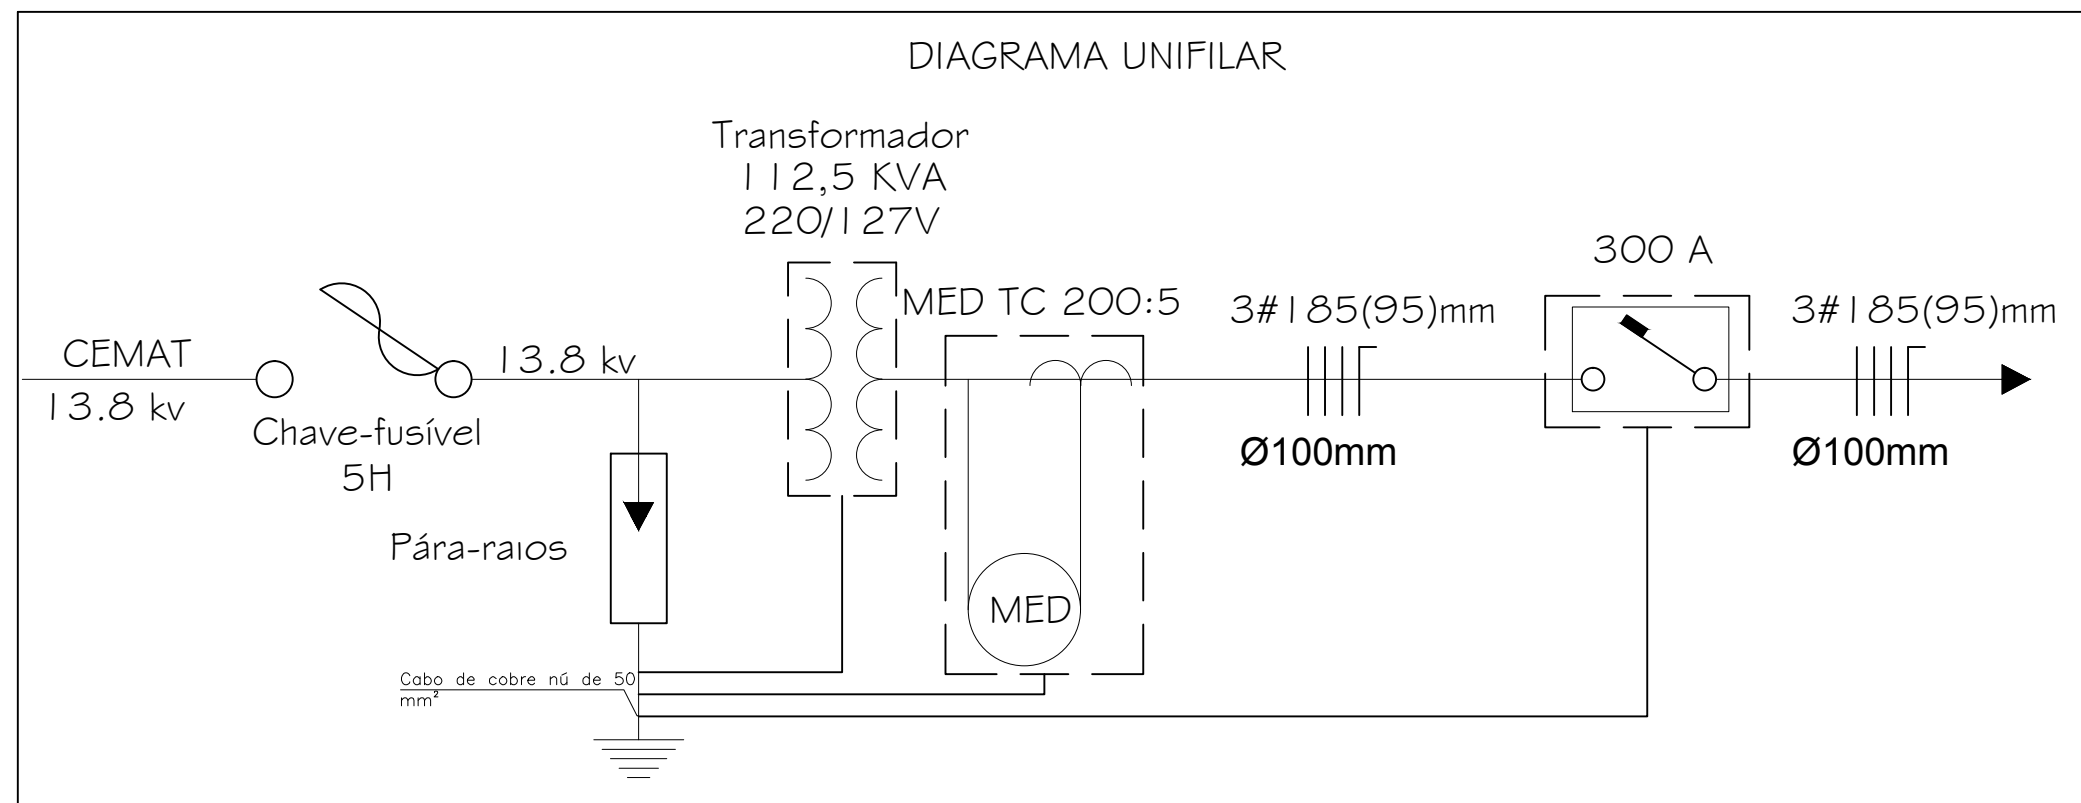 DIAGRAMA UNIFILAR
Transformador
112,5 KVA
220/127V
300 A
MED TC 200:5
3#185(95)mm
3#185(95)mm
CEMAT
13.8 kv
13.8 kv
Chave-fusível
5H
Ø100mm
Ø100mm
Pára-raios
MED
Cabo de cobre nú de 50
mm²